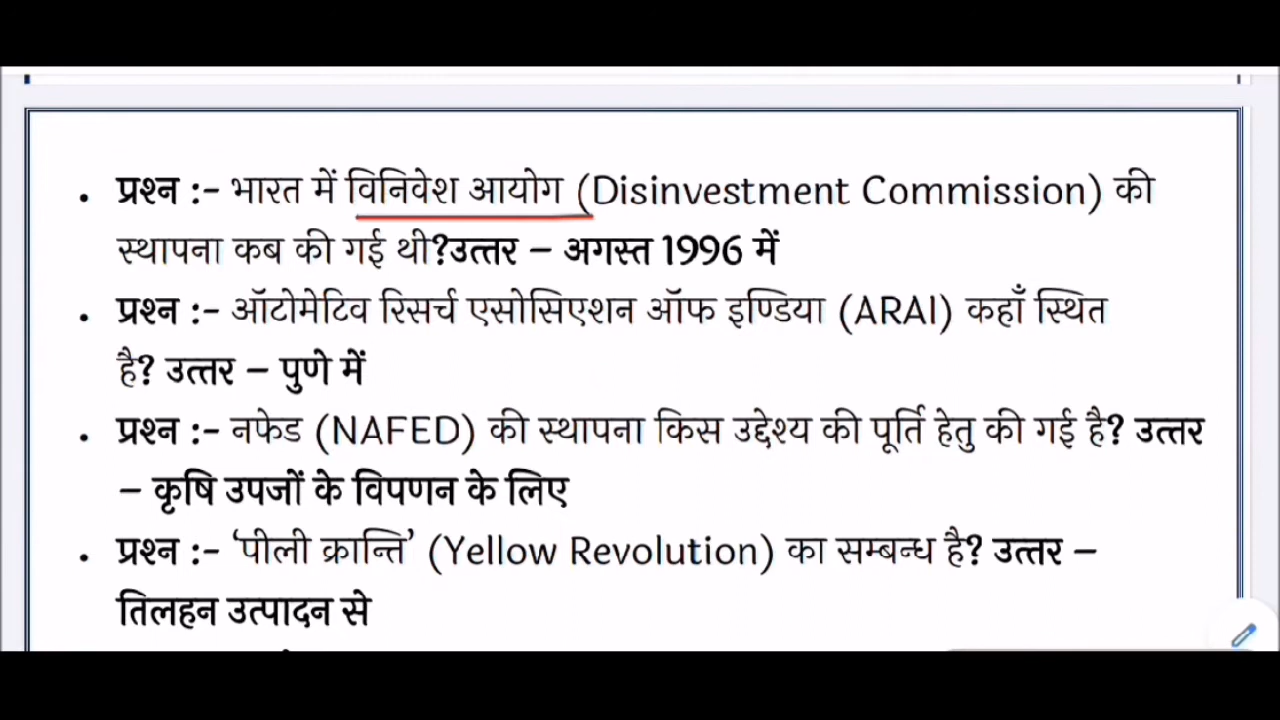 • प्रश्न :- भारत में विनिवेश आयोग (Disinvestment Commission) की
स्थापना कब की गई थी?उत्तर – अगस्त 1996 में
• प्रश्न :- ऑटोमेटिव रिसर्च एसोसिएशन ऑफ इण्डिया (ARAI) कहाँ स्थित
है? उत्तर – पुणे में
• प्रश्न :- नफेड (NAFED) की स्थापना किस उद्देश्य की पूर्ति हेतु की गई है? उत्तर
– कृषि उपजों के विपणन के लिए
• प्रश्न :- ‘पीली क्रान्ति’ (Yellow Revolution) का सम्बन्ध है? उत्तर –
तिलहन उत्पादन से